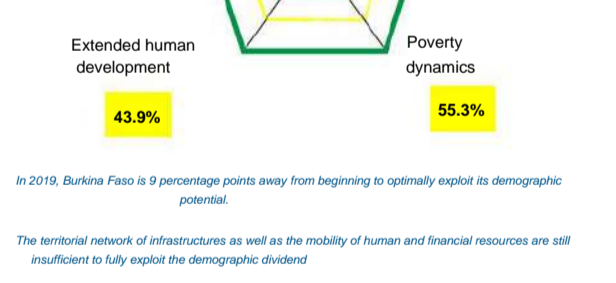 Extended human
development
43.9%
Poverty
dynamics
55.3%
In 2019, Burkina Faso is 9 percentage points away from beginning to optimally exploit its demographic
potential.
The territorial network of infrastructures as well as the mobility of human and financial resources are still
insufficient to fully exploit the demographic dividend